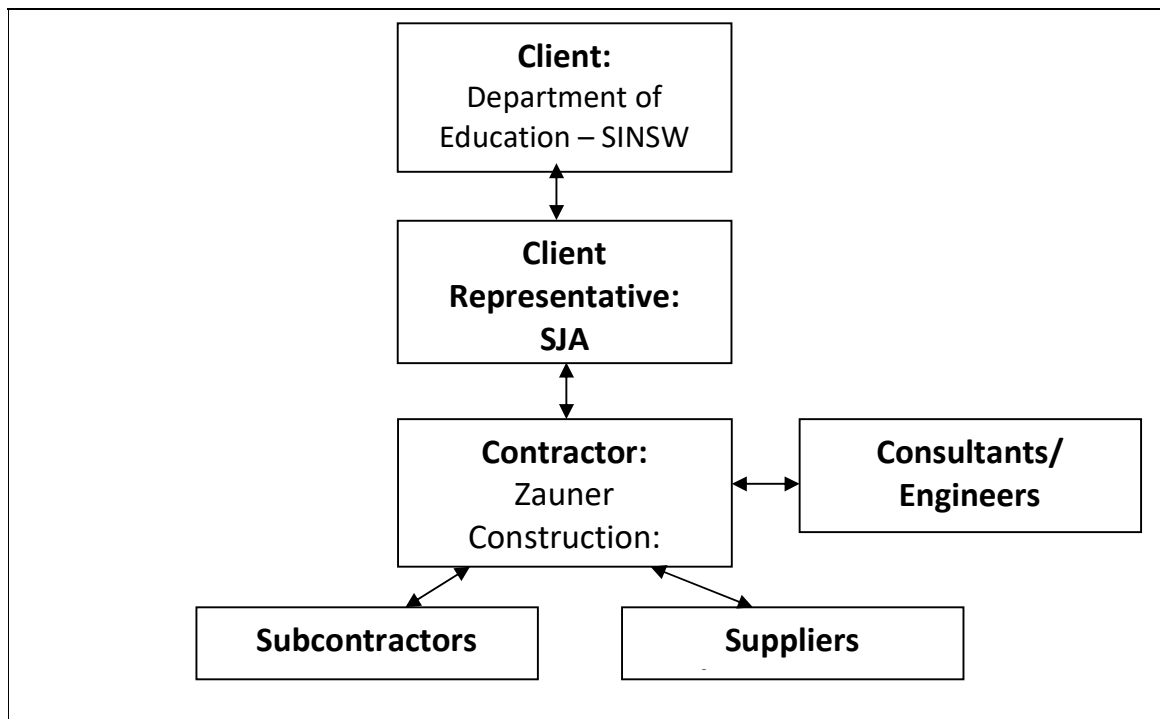 Client:
Department of
Education – SINSW
Client
Representative:
SJA
Contractor:
Zauner
Construction:
Consultants/
Engineers
Subcontractors
Suppliers